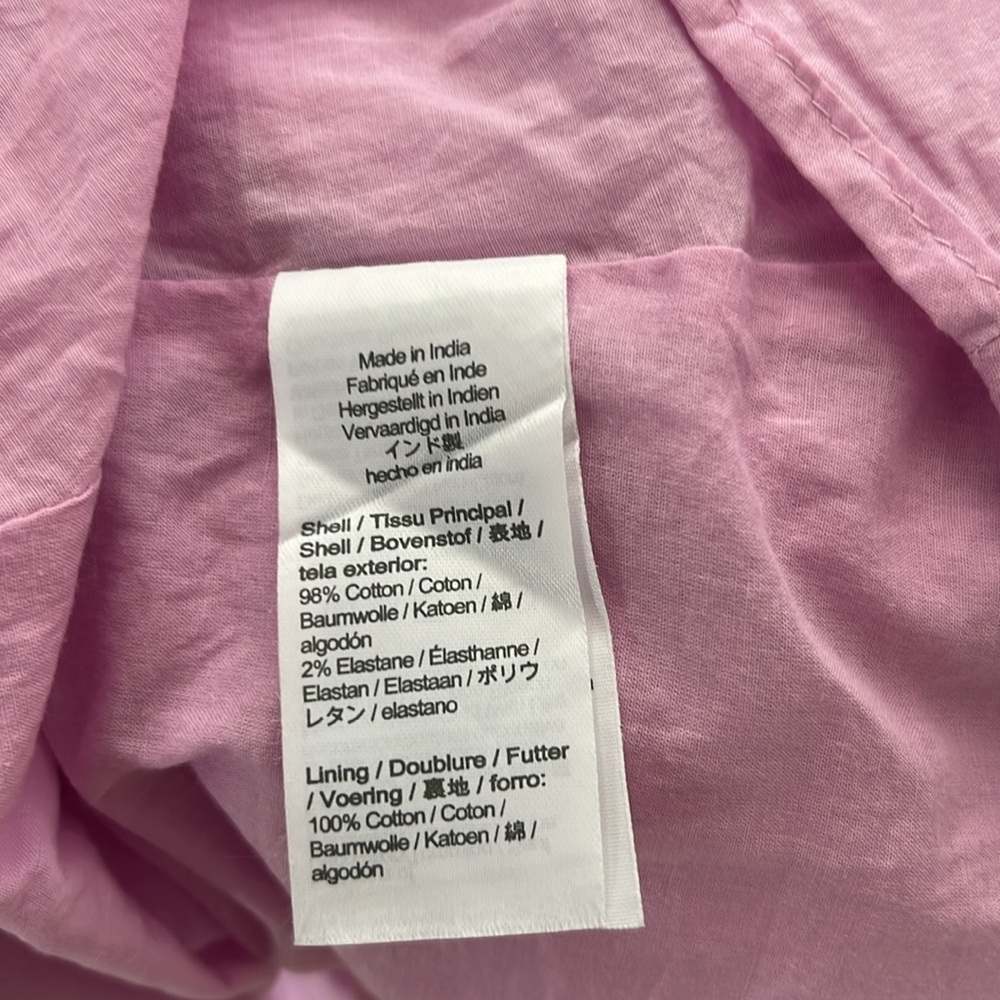 Made in India
Fabriqué en Inde
Hergestellt in Indien
Vervaardigd in India
インド製
hecho en india
Shell / Tissu Principal /
Shell / Bovenstof / 表地 /
tela exterior:
98% Cotton / Coton /
Baumwolle / Katoen / 綿 /
algodón
2% Elastane / Élasthanne /
Elastan / Elastaan / ポリウ
レタン / elastano
Lining / Doublure / Futter
/ Voering / 裏地 / forro:
100% Cotton / Coton /
Baumwolle / Katoen / 綿 /
algodón